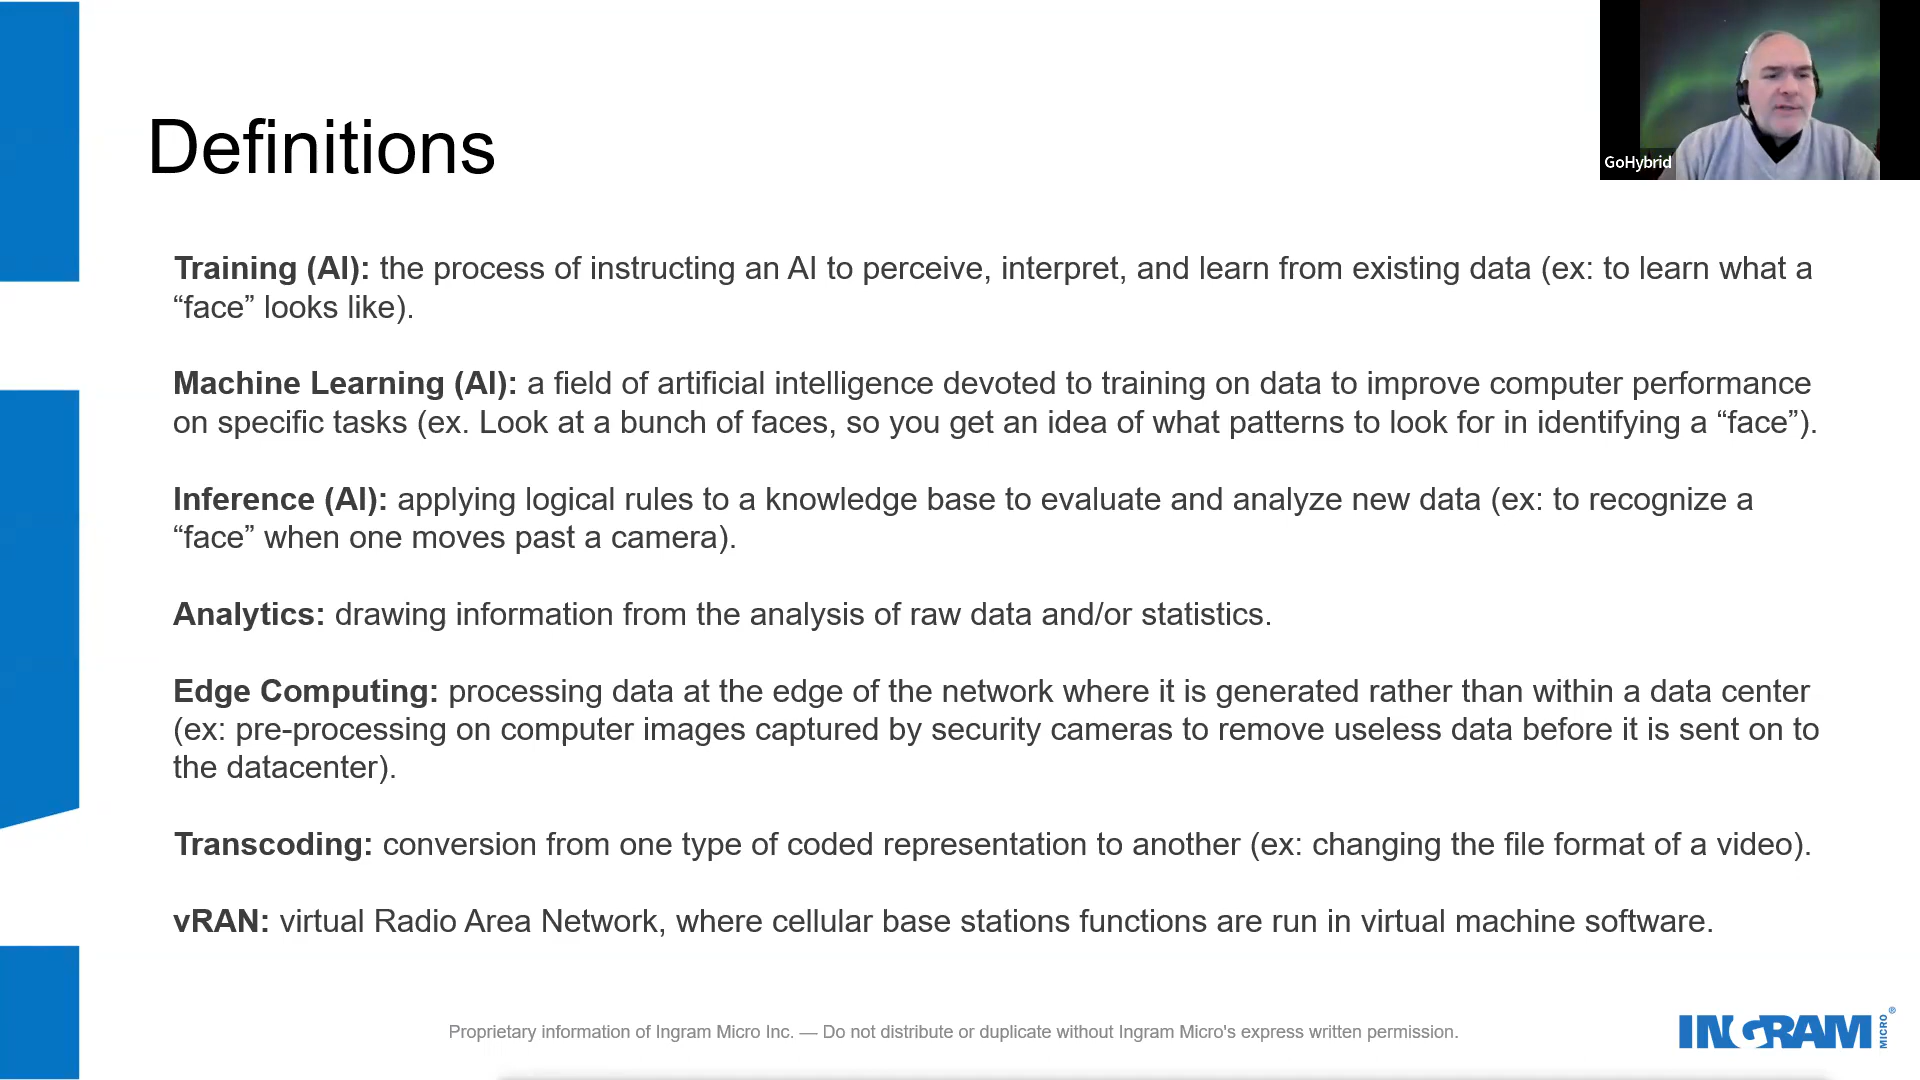 GoHybrid
Definitions
Training (AI): the process of instructing an AI to perceive, interpret, and learn from existing data (ex: to learn what a
“face” looks like).
Machine Learning (AI): a field of artificial intelligence devoted to training on data to improve computer performance
on specific tasks (ex. Look at a bunch of faces, so you get an idea of what patterns to look for in identifying a “face”).
Inference (AI): applying logical rules to a knowledge base to evaluate and analyze new data (ex: to recognize a
“face” when one moves past a camera).
Analytics: drawing information from the analysis of raw data and/or statistics.
Edge Computing: processing data at the edge of the network where it is generated rather than within a data center
(ex: pre-processing on computer images captured by security cameras to remove useless data before it is sent on to
the datacenter).
Transcoding: conversion from one type of coded representation to another (ex: changing the file format of a video).
vRAN: virtual Radio Area Network, where cellular base stations functions are run in virtual machine software.
Proprietary information of Ingram Micro Inc. — Do not distribute or duplicate without Ingram Micro's express written permission.
INGRAM MICRO®